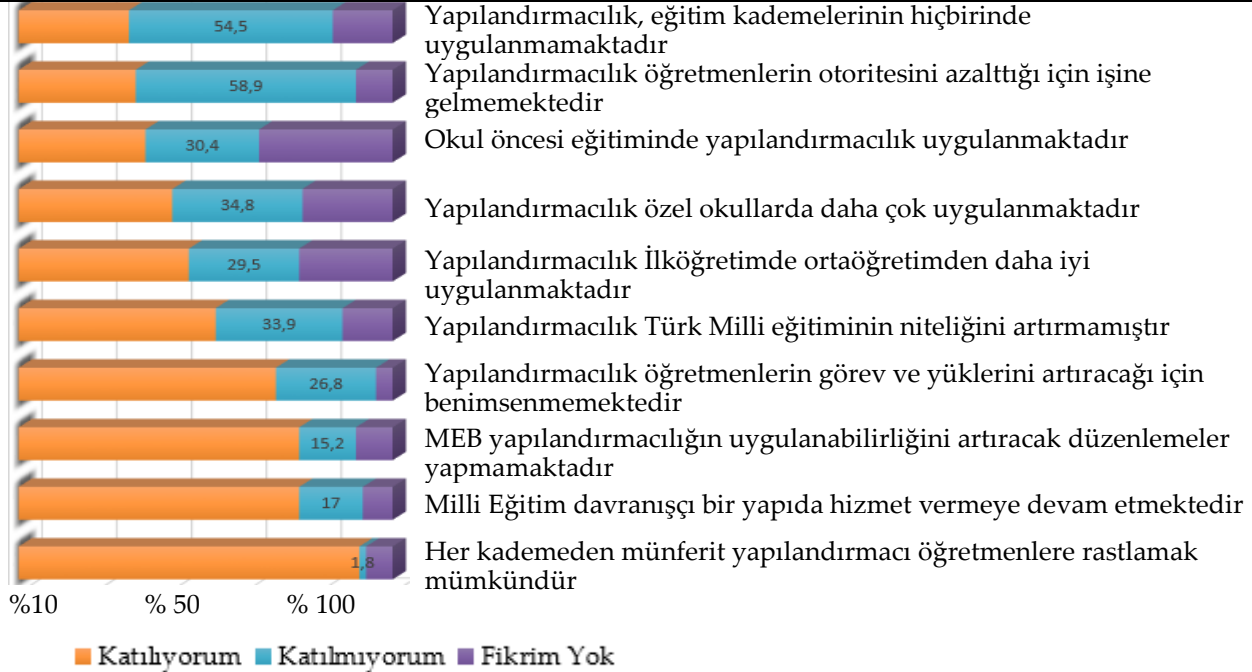 54,5
Yapılandırmacılık, eğitim kademelerinin hiçbirinde
uygulanmamaktadır
58,9
Yapılandırmacılık öğretmenlerin otoritesini azalttığı için işine
gelmemektedir
30,4
Okul öncesi eğitiminde yapılandırmacılık uygulanmaktadır
34,8
Yapılandırmacılık özel okullarda daha çok uygulanmaktadır
29,5
Yapılandırmacılık İlköğretimde ortaöğretimden daha iyi
uygulanmaktadır
33,9
Yapılandırmacılık Türk Milli eğitiminin niteliğini artırmamıştır
26,8
Yapılandırmacılık öğretmenlerin görev ve yüklerini artıracağı için
benimsenmemektedir
15,2
MEB yapılandırmacılığın uygulanabilirliğini artıracak düzenlemeler
yapmamaktadır
17
Milli Eğitim davranışçı bir yapıda hizmet vermeye devam etmektedir
1,8
Her kademeden münferit yapılandırmacı öğretmenlere rastlamak
mümkündür
%10 % 50 % 100
Katılıyorum Katılmıyorum Fikrim Yok